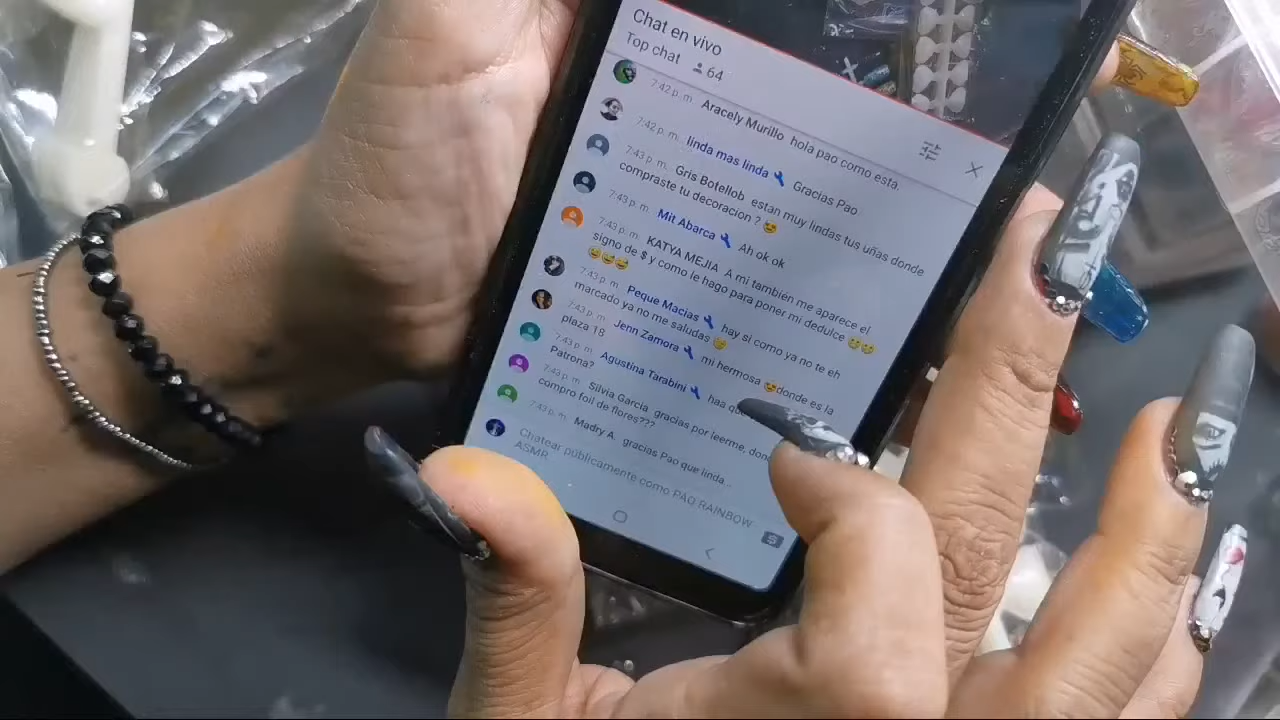 Chat en vivo
Top chat 64
7:42 p. m. Aracely Murillo hola pao como esta.
7:42 p. m. linda mas linda Gracias Pao
7:43 p. m. Gris Botellob estan muy lindas tus uñas donde
compraste tu decoracion ? 😅
7:43 p. m. Mit Abarca Ah ok ok
7:43 p. m. KATYA MEJIA A mi también me aparece el
signo de $ y como le hago para poner mi dedulce 😁😁
😅😅😅
7:43 p. m. Peque Macias hay si como ya no te eh
marcado ya no me saludas
7:43 p. m. Jenn Zamora mi hermosa donde es la
plaza 18
7:43 p. m. Agustina Tarabini haa
Patrona?
7:43 p. m. Silvia Garcia gracias por leerme,
compro foil de flores???
7:43 p. m. Madry A. gracias Pao que linda...
Chatear públicamente como PAO RAINBOW
ASMR